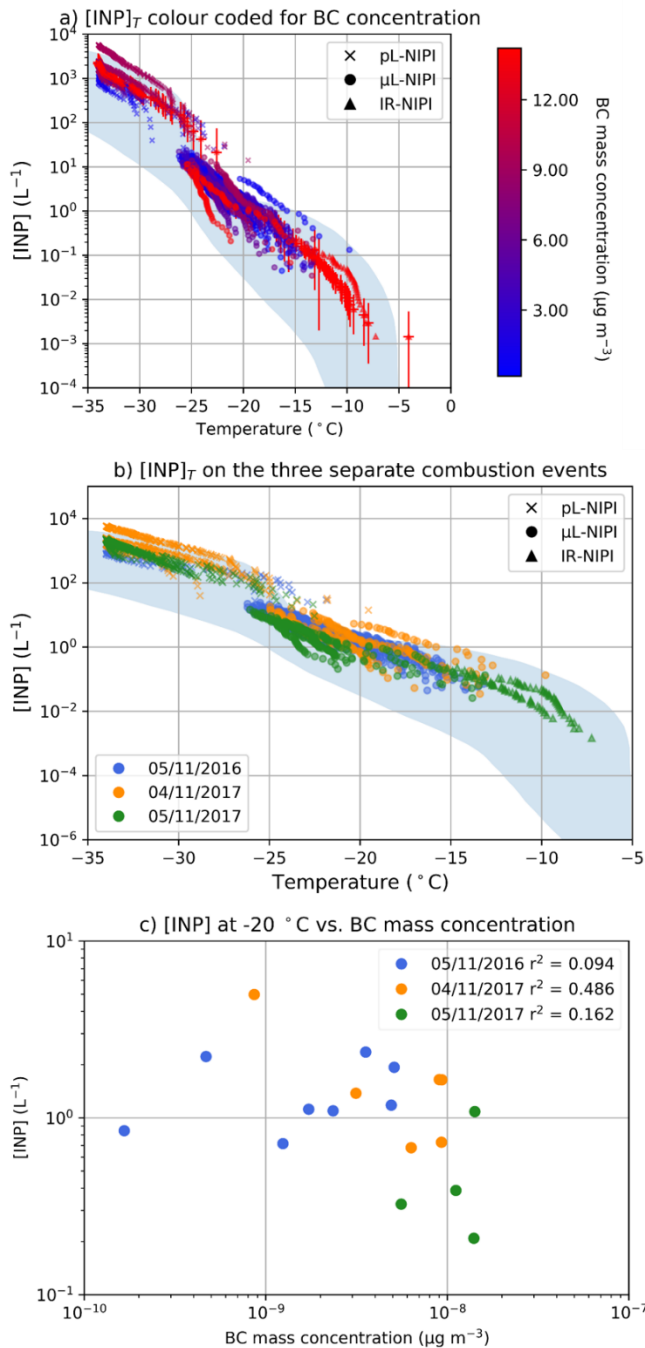 a) [INP]T colour coded for BC concentration
× pL-NIPI
● µL-NIPI
▲ IR-NIPI
10⁴
10³
10²
10¹
10⁰
10⁻¹
10⁻²
10⁻³
10⁻⁴
[INP] (L⁻¹)
−35 −30 −25 −20 −15 −10 −5 0
Temperature (°C)
12.00
9.00
6.00
3.00
BC mass concentration (µg m⁻³)
b) [INP]T on the three separate combustion events
× pL-NIPI
● µL-NIPI
▲ IR-NIPI
10⁴
10²
10⁰
10⁻²
10⁻⁴
10⁻⁶
[INP] (L⁻¹)
05/11/2016
04/11/2017
05/11/2017
−35 −30 −25 −20 −15 −10 −5
Temperature (°C)
c) [INP] at -20 °C vs. BC mass concentration
05/11/2016 r² = 0.094
04/11/2017 r² = 0.486
05/11/2017 r² = 0.162
10¹
10⁰
10⁻¹
[INP] (L⁻¹)
10⁻¹⁰ 10⁻⁹ 10⁻⁸ 10⁻⁷
BC mass concentration (µg m⁻³)